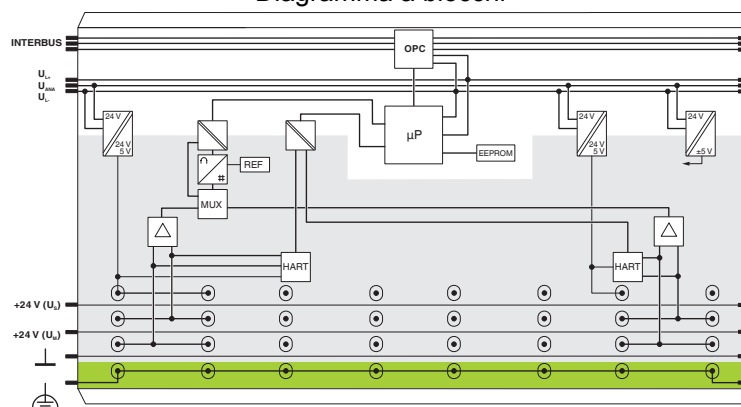 Diagramma a blocchi
INTERBUS
OPC
UL+
UANA
UL-
24 V
24 V
5 V
µP
24 V
24 V
5 V
24 V
±5 V
EEPROM
REF
#
MUX
HART
HART
+24 V (US)
+24 V (UM)